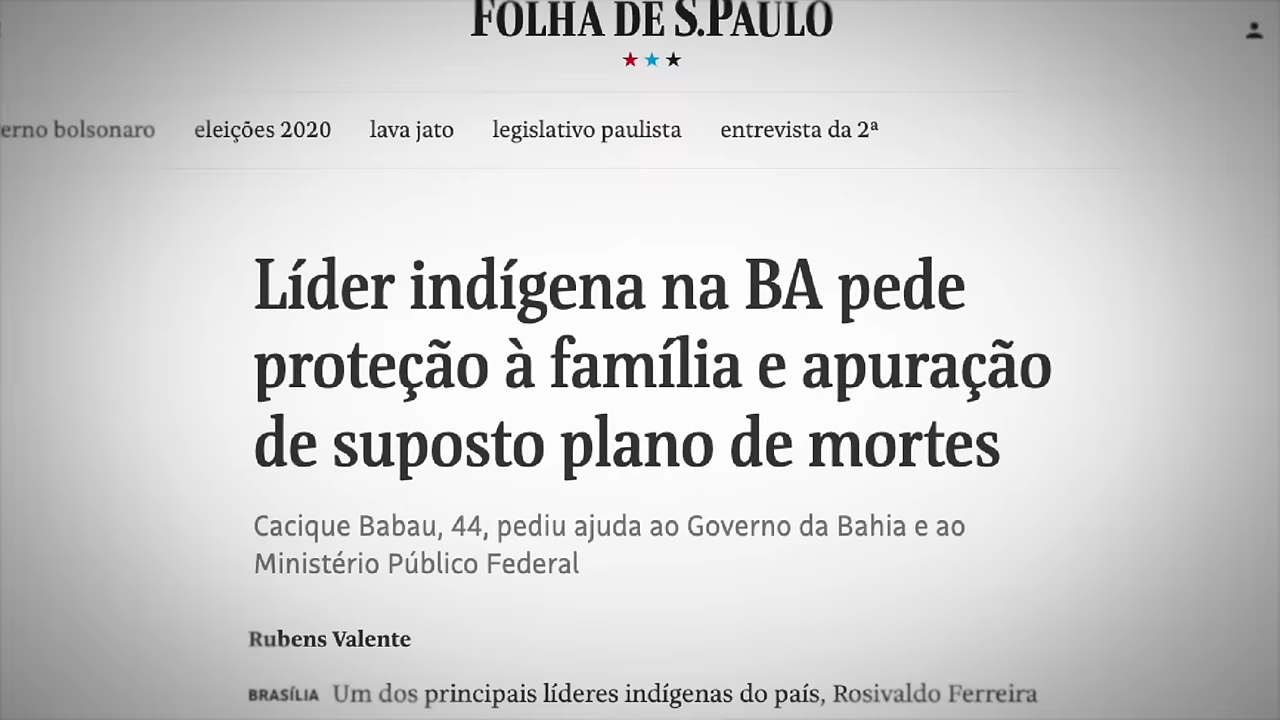 FOLHA DE S.PAULO
erno bolsonaro eleições 2020 lava jato legislativo paulista entrevista da 2ª
Líder indígena na BA pede
proteção à família e apuração
de suposto plano de mortes
Cacique Babau, 44, pediu ajuda ao Governo da Bahia e ao
Ministério Público Federal
Rubens Valente
BRASÍLIA Um dos principais líderes indígenas do país, Rosivaldo Ferreira